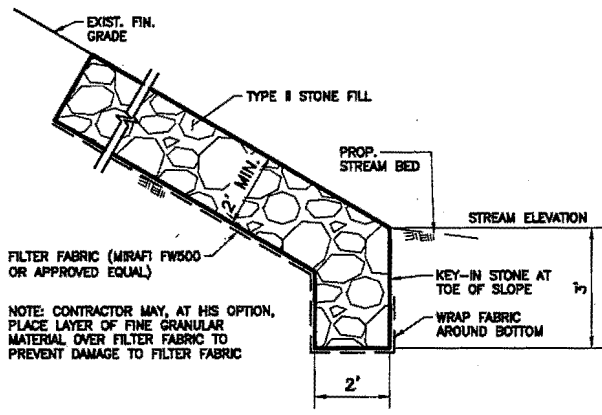 EXIST. FIN.
GRADE
TYPE II STONE FILL
2' MIN.
PROP.
STREAM BED
STREAM ELEVATION
FILTER FABRIC (MIRAFI FW500
OR APPROVED EQUAL)
KEY-IN STONE AT
TOE OF SLOPE
3'
NOTE: CONTRACTOR MAY, AT HIS OPTION,
PLACE LAYER OF FINE GRANULAR
MATERIAL OVER FILTER FABRIC TO
PREVENT DAMAGE TO FILTER FABRIC
WRAP FABRIC
AROUND BOTTOM
2'